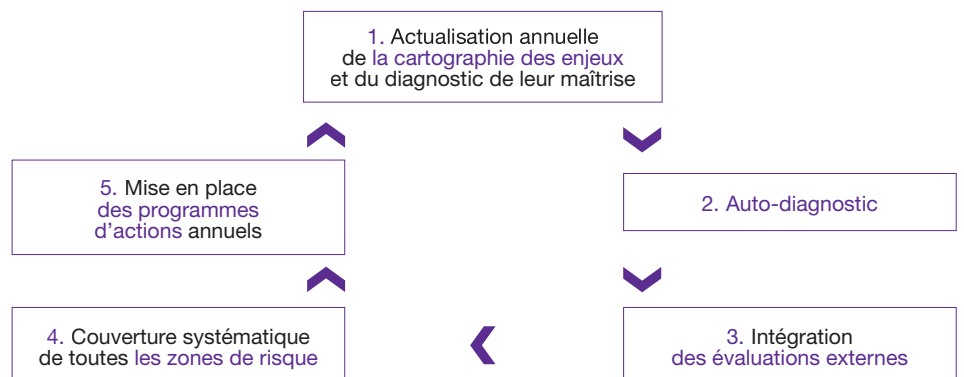 1. Actualisation annuelle
de la cartographie des enjeux
et du diagnostic de leur maîtrise
2. Auto-diagnostic
3. Intégration
des évaluations externes
4. Couverture systématique
de toutes les zones de risque
5. Mise en place
des programmes
d’actions annuels